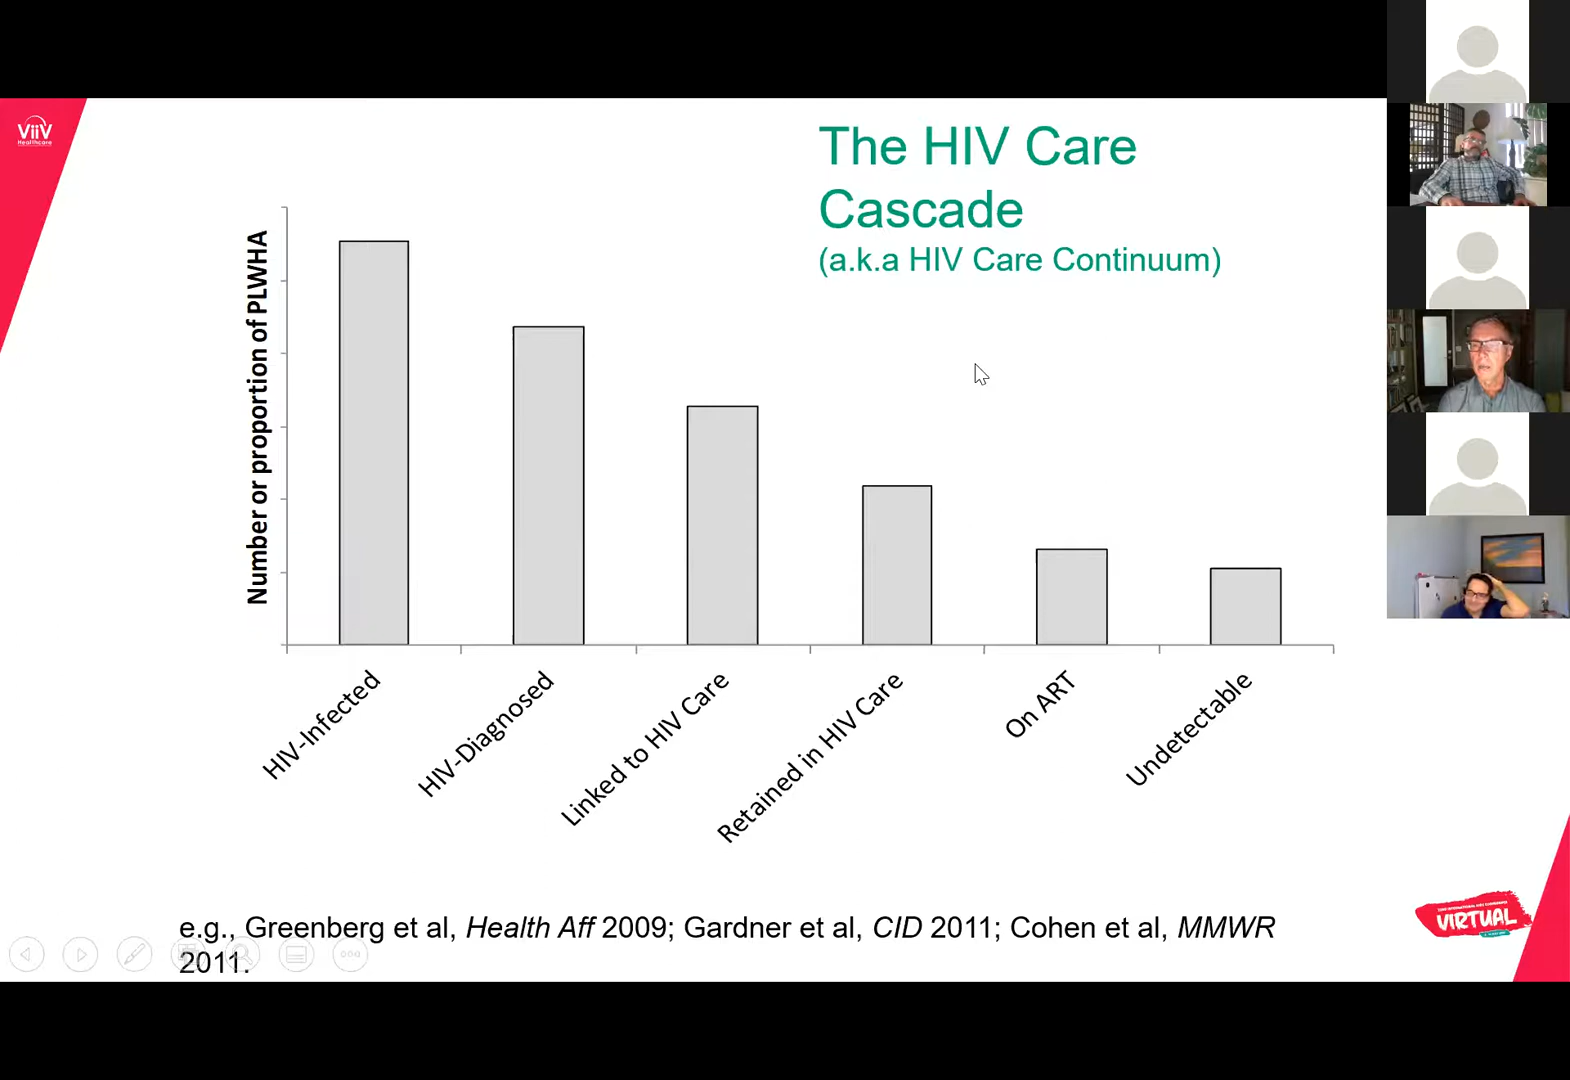 ViiV
Healthcare
The HIV Care
Cascade
(a.k.a HIV Care Continuum)
Number or proportion of PLWHA
HIV-Infected
HIV-Diagnosed
Linked to HIV Care
Retained in HIV Care
On ART
Undetectable
e.g., Greenberg et al, Health Aff 2009; Gardner et al, CID 2011; Cohen et al, MMWR
2011.
VIRTUAL